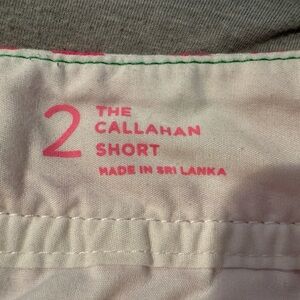 2
THE
CALLAHAN
SHORT
MADE IN SRI LANKA